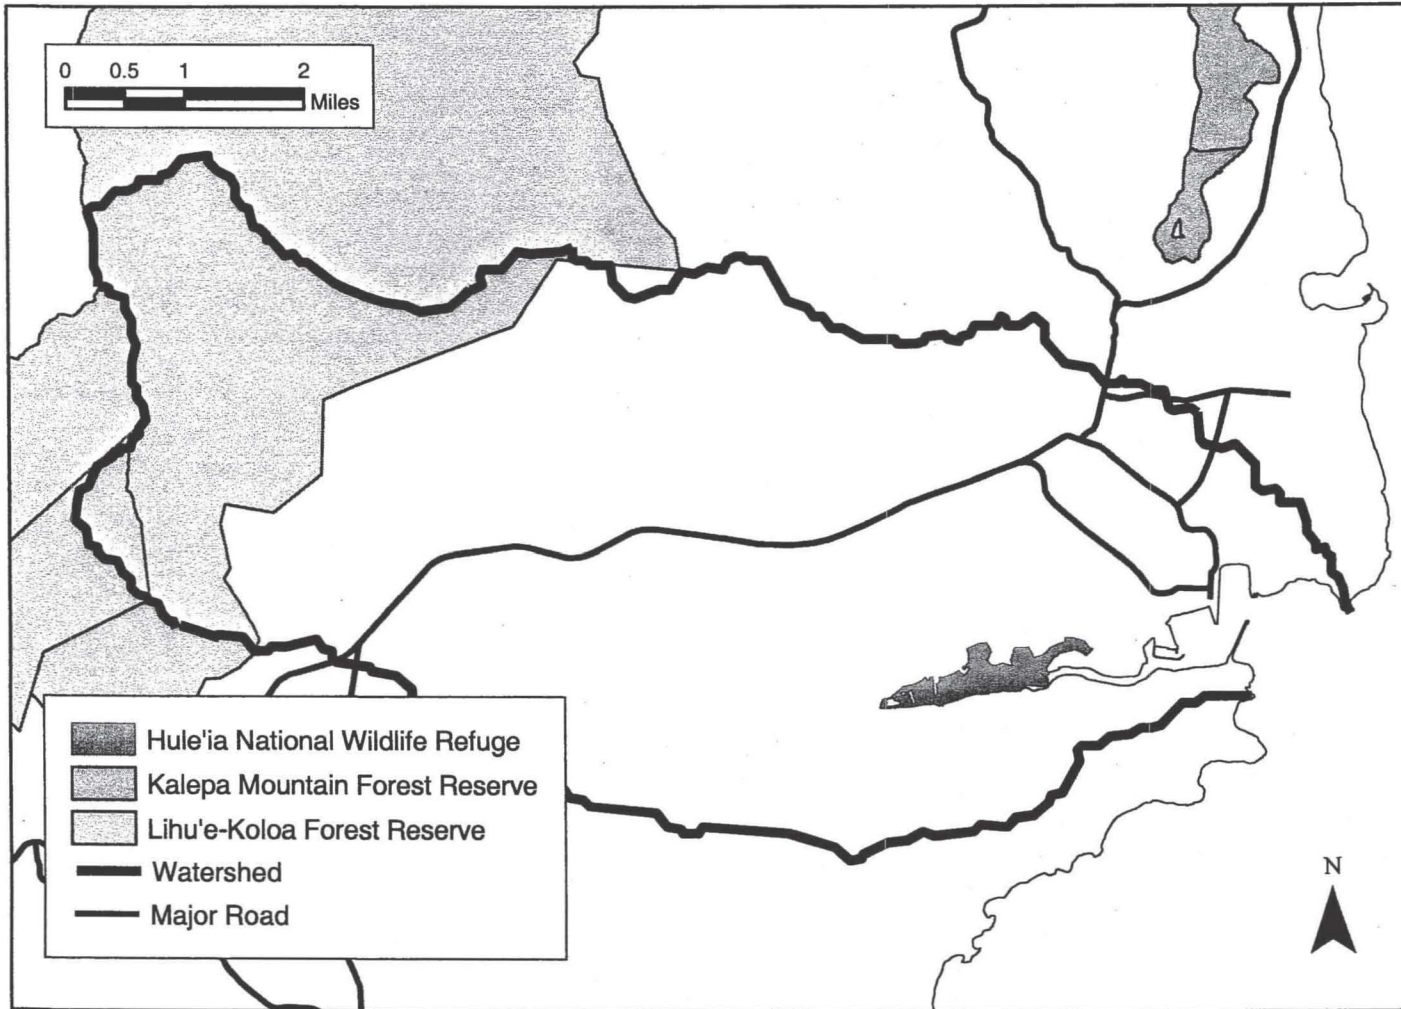 0 0.5 1 2
Miles
Hule'ia National Wildlife Refuge
Kalepa Mountain Forest Reserve
Lihu'e-Koloa Forest Reserve
Watershed
Major Road
N